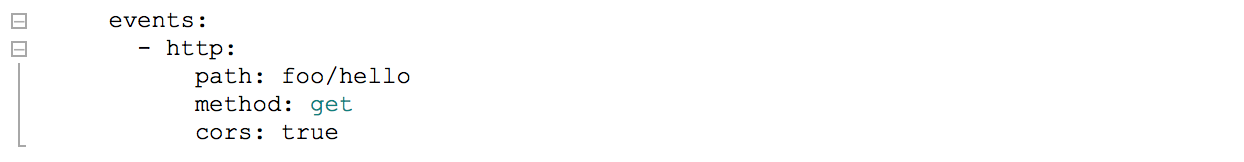 events:
- http:
path: foo/hello
method: get
cors: true